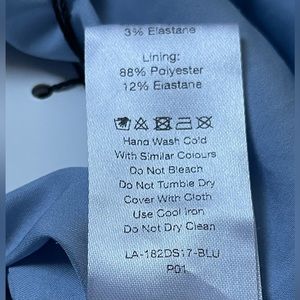 3% Elastane
Lining:
88% Polyester
12% Elastane
Hand Wash Cold
With Similar Colours
Do Not Bleach
Do Not Tumble Dry
Cover With Cloth
Use Cool Iron
Do Not Dry Clean
LA-182DS17-BLU
P01